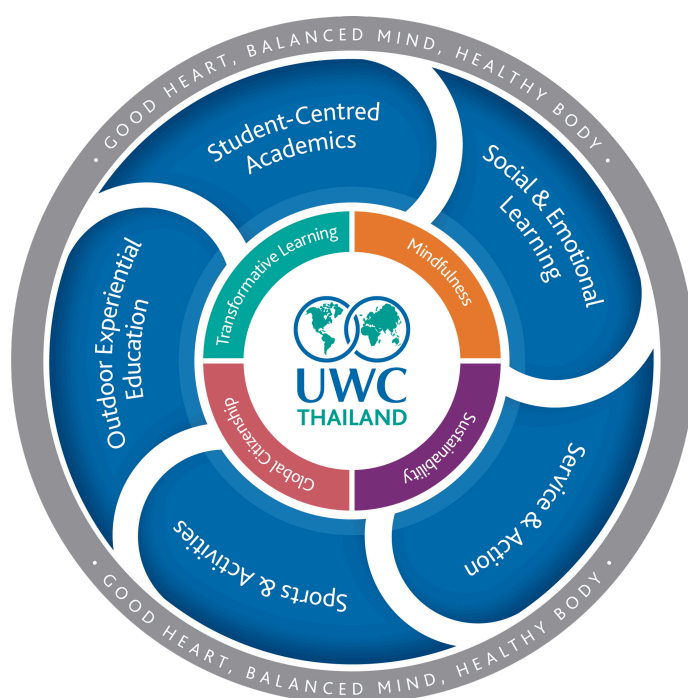 · GOOD HEART, BALANCED MIND, HEALTHY BODY ·
Student-Centred
Academics
Social & Emotional
Learning
Outdoor Experiential
Education
Service & Action
Sports & Activities
Transformative Learning
Mindfulness
Global Citizenship
Sustainability
UWC
THAILAND
· GOOD HEART, BALANCED MIND, HEALTHY BODY ·